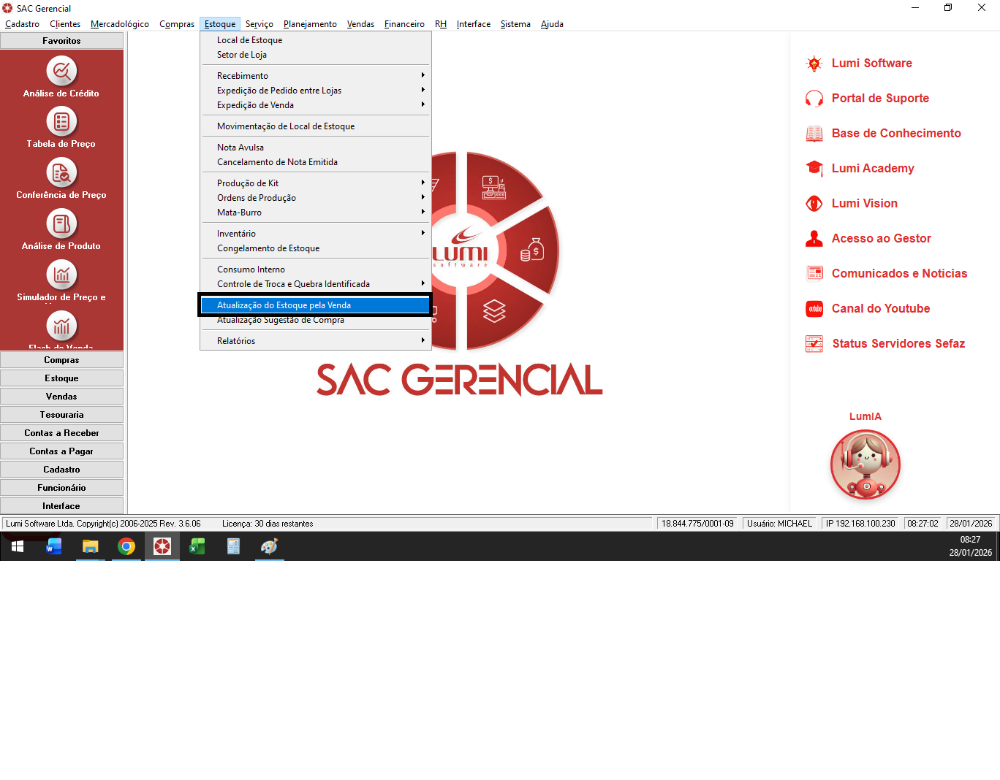 SAC Gerencial
Cadastro Clientes Mercadológico Compras Estoque Serviço Planejamento Vendas Financeiro RH Interface Sistema Ajuda
Favoritos
Análise de Crédito
Tabela de Preço
Conferência de Preço
Análise de Produto
Simulador de Preço e
Flash de Venda
Compras
Estoque
Vendas
Tesouraria
Contas a Receber
Contas a Pagar
Cadastro
Funcionário
Interface
Local de Estoque
Setor de Loja
Recebimento
Expedição de Pedido entre Lojas
Expedição de Venda
Movimentação de Local de Estoque
Nota Avulsa
Cancelamento de Nota Emitida
Produção de Kit
Ordens de Produção
Mata-Burro
Inventário
Congelamento de Estoque
Consumo Interno
Controle de Troca e Quebra Identificada
Atualização do Estoque pela Venda
Atualização Sugestão de Compra
Relatórios
LUMI
software
SAC GERENCIAL
Lumi Software
Portal de Suporte
Base de Conhecimento
Lumi Academy
Lumi Vision
Acesso ao Gestor
Comunicados e Notícias
Canal do Youtube
Status Servidores Sefaz
LumIA
Lumi Software Ltda. Copyright(c) 2006-2025 Rev. 3.6.06 Licença: 30 dias restantes 18.844.775/0001-09 Usuário: MICHAEL IP 192.168.100.230 08:27:02 28/01/2026
08:27
28/01/2026